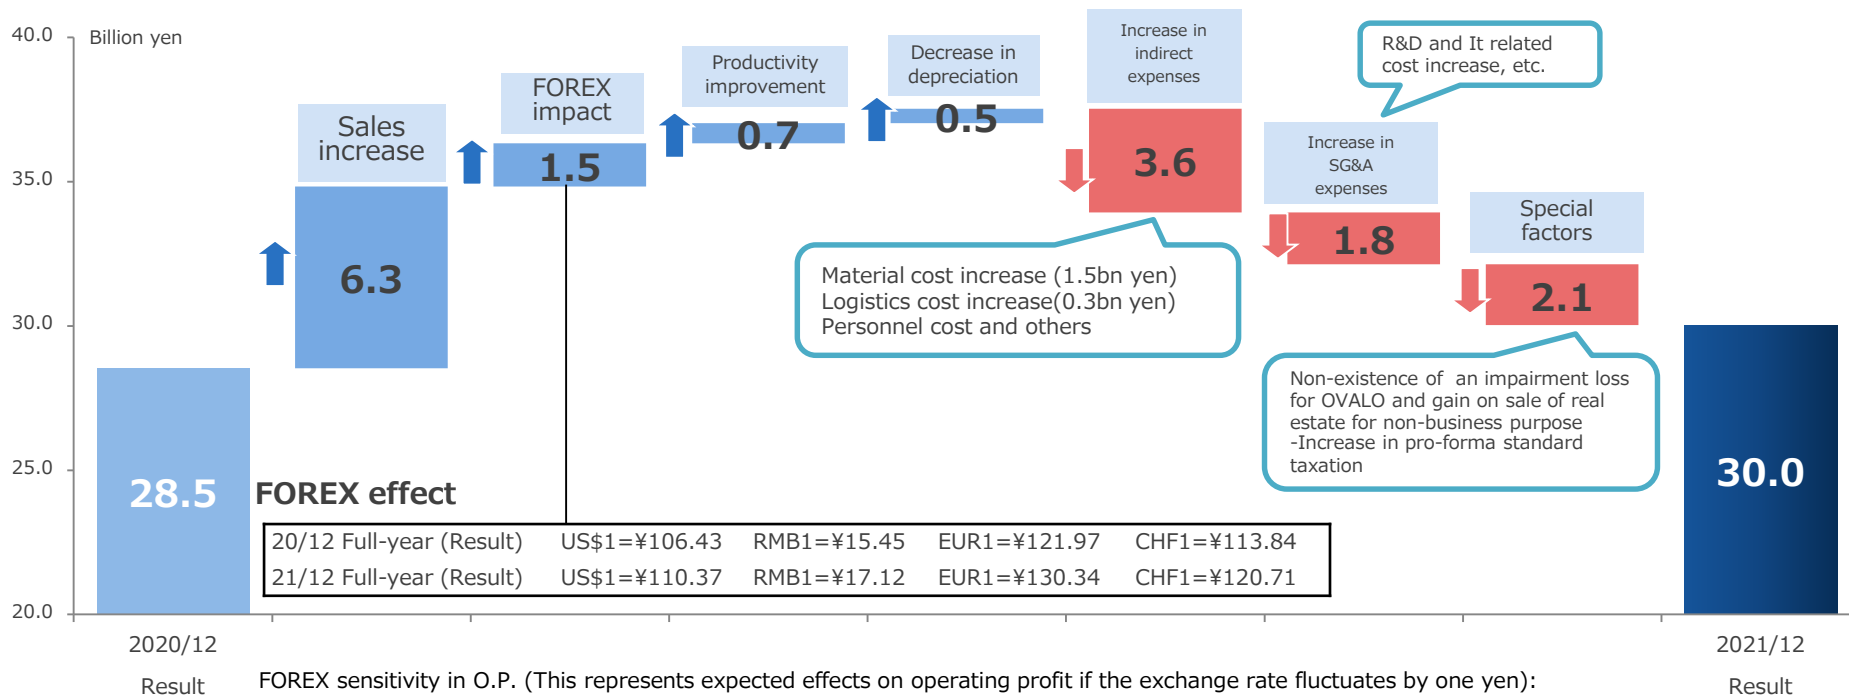 40.0
Billion yen
35.0
30.0
25.0
20.0
28.5
2020/12
Result
Sales
increase
6.3
FOREX
impact
1.5
Productivity
improvement
0.7
Decrease in
depreciation
0.5
Increase in
indirect
expenses
3.6
Material cost increase (1.5bn yen)
Logistics cost increase(0.3bn yen)
Personnel cost and others
R&D and It related
cost increase, etc.
Increase in
SG&A
expenses
1.8
Special
factors
2.1
Non-existence of an impairment loss
for OVALO and gain on sale of real
estate for non-business purpose
-Increase in pro-forma standard
taxation
30.0
2021/12
Result
FOREX effect
20/12 Full-year (Result) US$1=¥106.43 RMB1=¥15.45 EUR1=¥121.97 CHF1=¥113.84
21/12 Full-year (Result) US$1=¥110.37 RMB1=¥17.12 EUR1=¥130.34 CHF1=¥120.71
FOREX sensitivity in O.P. (This represents expected effects on operating profit if the exchange rate fluctuates by one yen):